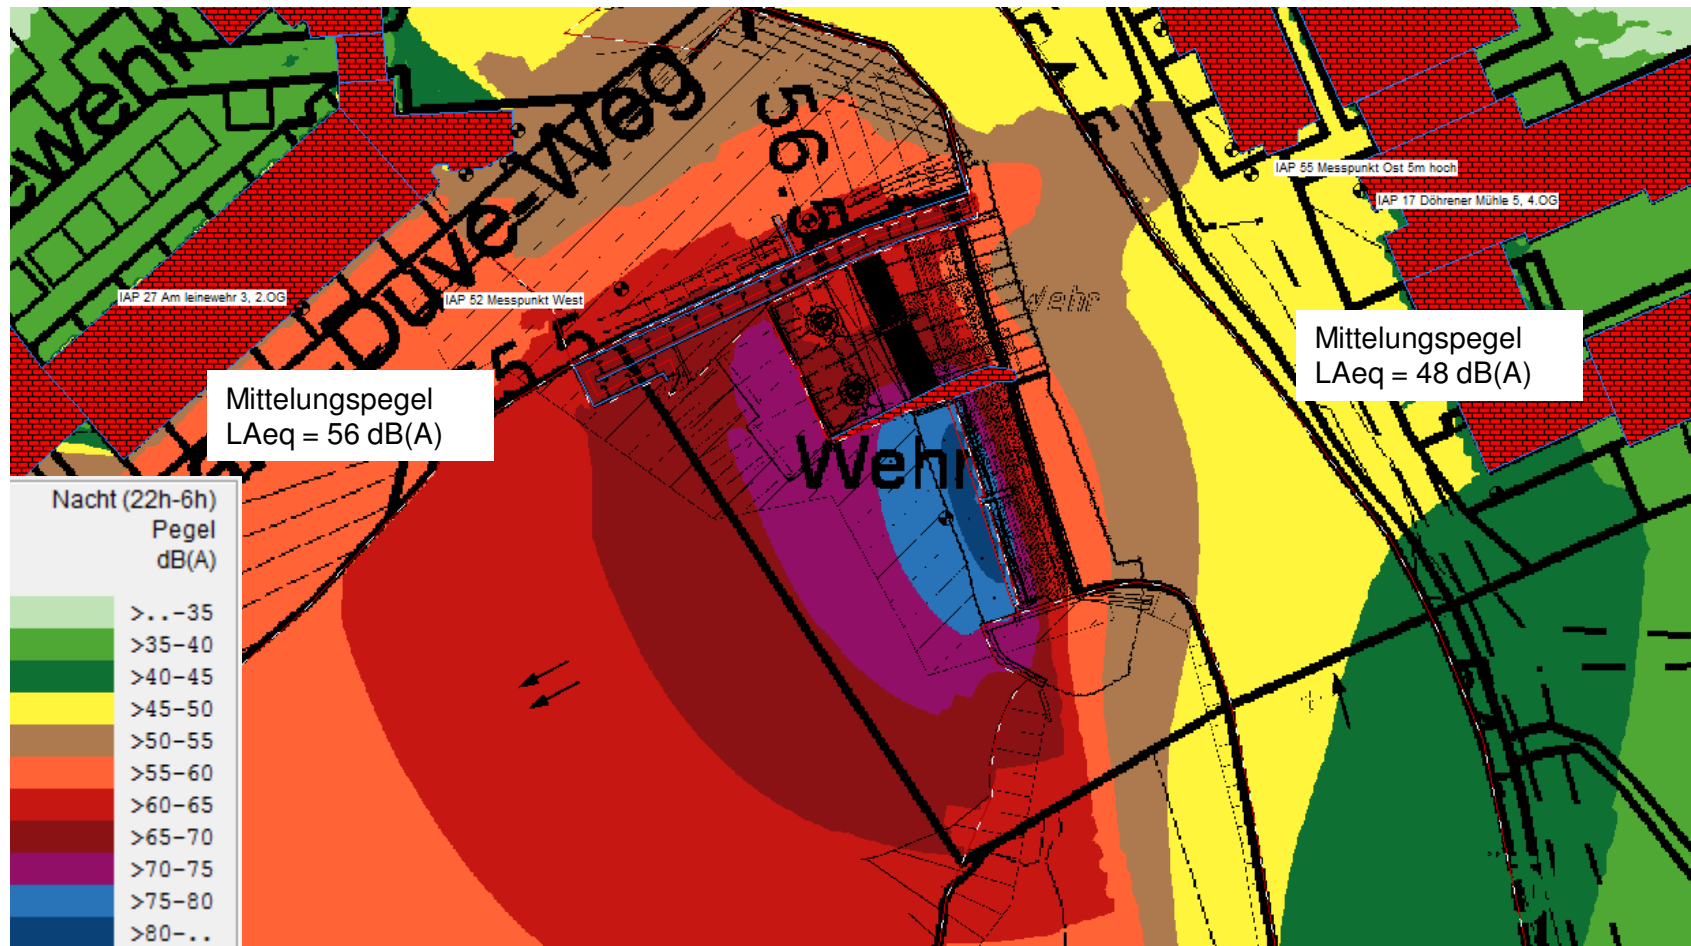 ewehr
Duve-Weg
56.9
Wehr
IAP 55 Messpunkt Ost 5m hoch
IAP 17 Döhrener Mühle 5, 4.OG
IAP 27 Am leinewehr 3, 2.OG
IAP 52 Messpunkt West
Mittelungspegel
LAeq = 48 dB(A)
Mittelungspegel
LAeq = 56 dB(A)
Wehr
Nacht (22h-6h)
Pegel
dB(A)
>..-35
>35-40
>40-45
>45-50
>50-55
>55-60
>60-65
>65-70
>70-75
>75-80
>80-..